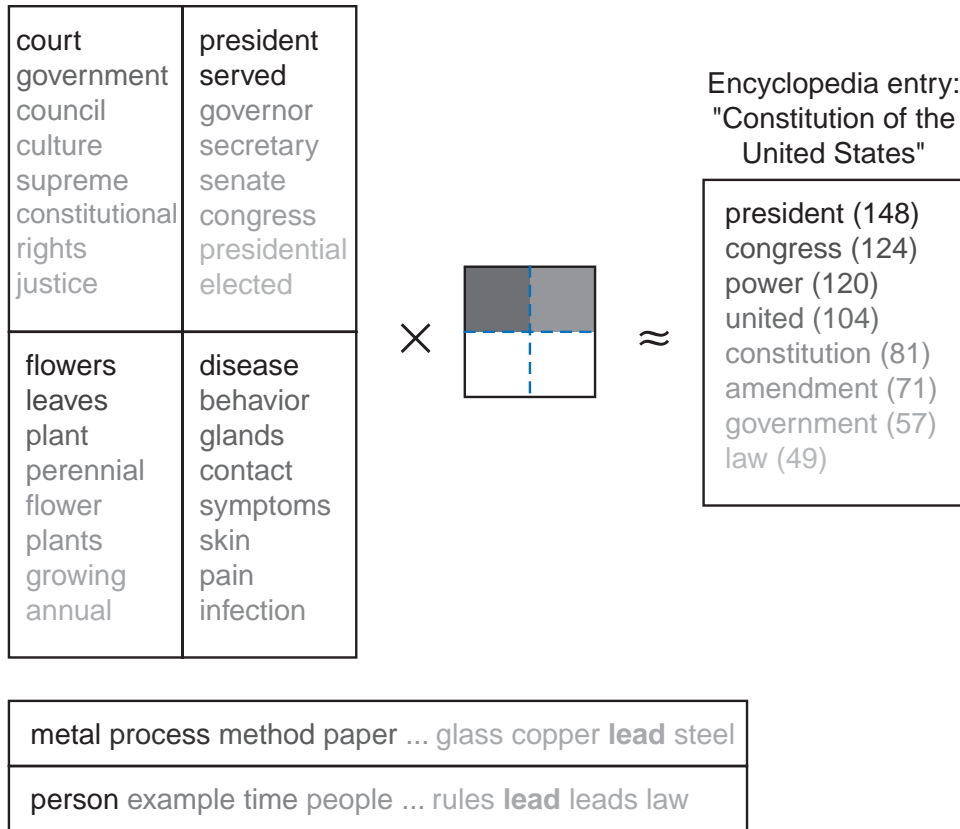 court
government
council
culture
supreme
constitutional
rights
justice
president
served
governor
secretary
senate
congress
presidential
elected
flowers
leaves
plant
perennial
flower
plants
growing
annual
disease
behavior
glands
contact
symptoms
skin
pain
infection
×
≈
Encyclopedia entry:
"Constitution of the
United States"
president (148)
congress (124)
power (120)
united (104)
constitution (81)
amendment (71)
government (57)
law (49)
metal process method paper ... glass copper lead steel
person example time people ... rules lead leads law